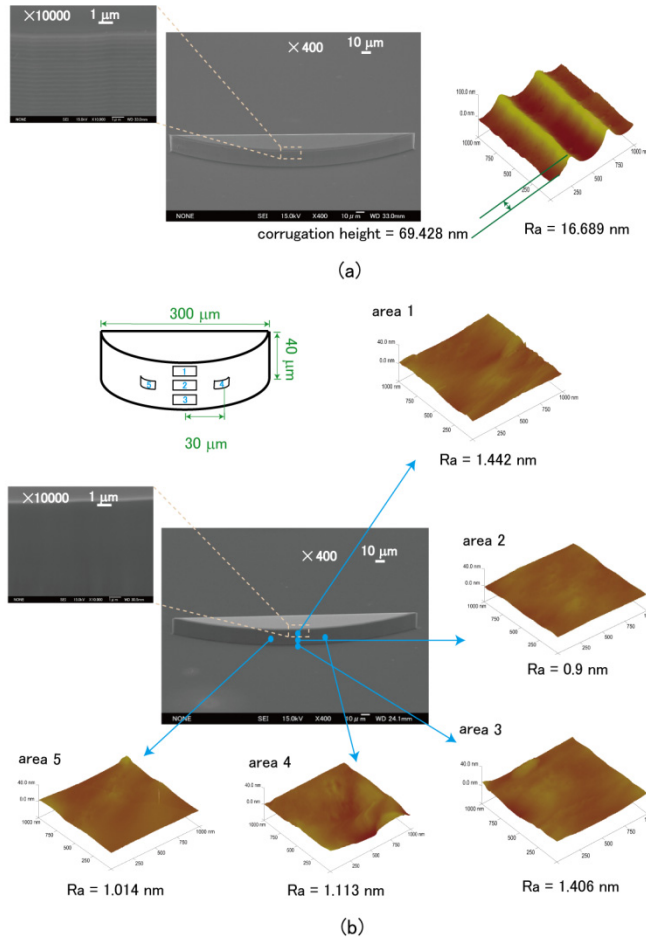 ×10000 1 μm
×400 10 μm
NONE SEI 15.0kV ×400 10μm WD 33.0mm
100.0 nm
0.0 nm
1000 nm
750
500
250
250
500
750
1000 nm
corrugation height = 69.428 nm
Ra = 16.689 nm
(a)
300 μm
40 μm
1
5 2 4
3
30 μm
area 1
40.0 nm
0.0 nm
1000 nm
750
500
250
250
500
750
1000 nm
Ra = 1.442 nm
×10000 1 μm
×400 10 μm
NONE SEI 15.0kV ×400 10μm WD 24.1mm
area 2
40.0 nm
0.0 nm
1000 nm
750
500
250
250
500
750
1000 nm
Ra = 0.9 nm
area 3
40.0 nm
0.0 nm
1000 nm
750
500
250
250
500
750
1000 nm
Ra = 1.406 nm
area 5
40.0 nm
0.0 nm
1000 nm
750
500
250
250
500
750
1000 nm
Ra = 1.014 nm
area 4
40.0 nm
0.0 nm
1000 nm
750
500
250
250
500
750
1000 nm
Ra = 1.113 nm
(b)